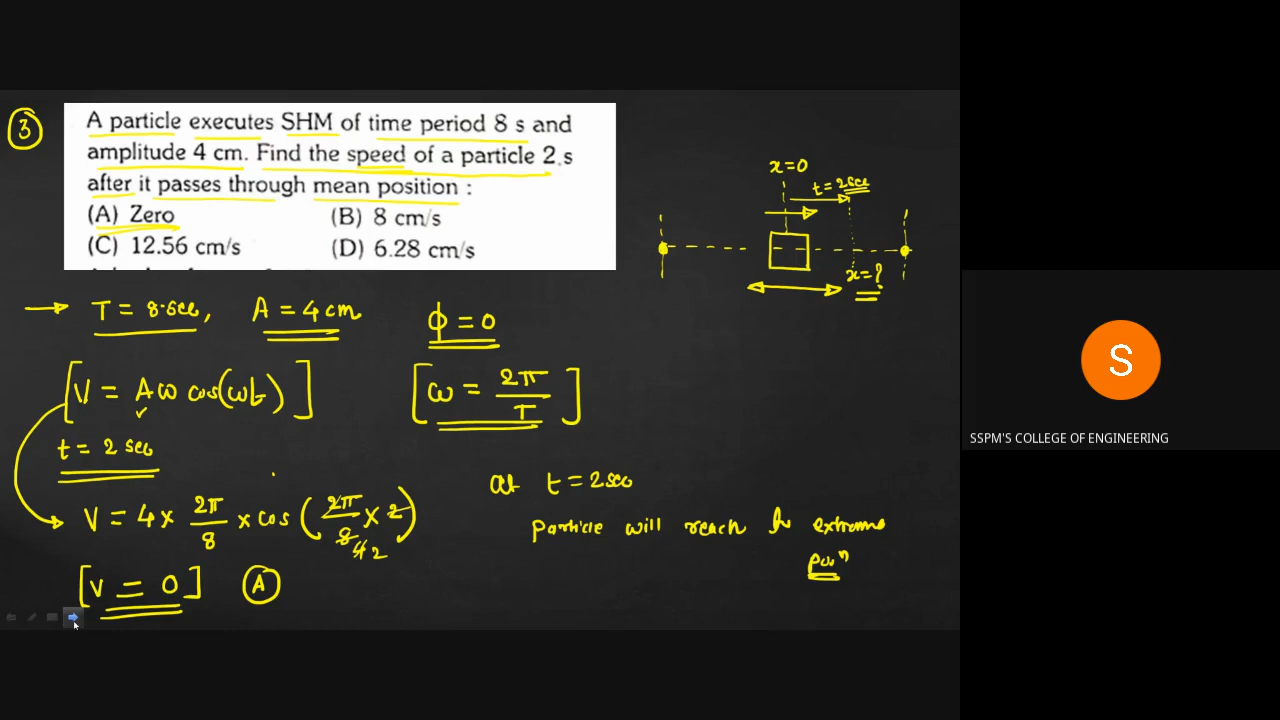 3
A particle executes SHM of time period 8 s and
amplitude 4 cm. Find the speed of a particle 2 s
after it passes through mean position :
(A) Zero (B) 8 cm/s
(C) 12.56 cm/s (D) 6.28 cm/s
x=0
t=2sec
x=?
T = 8 sec, A = 4 cm ϕ = 0
[V = Aω cos(ωt)] [ω = 2π/T]
t = 2 sec
at t = 2sec
V = 4 x 2π/8 x cos (2π/8 x 2)
4 2
Particle will reach to extreme
posⁿ
[V = 0] A
S
SSPM'S COLLEGE OF ENGINEERING